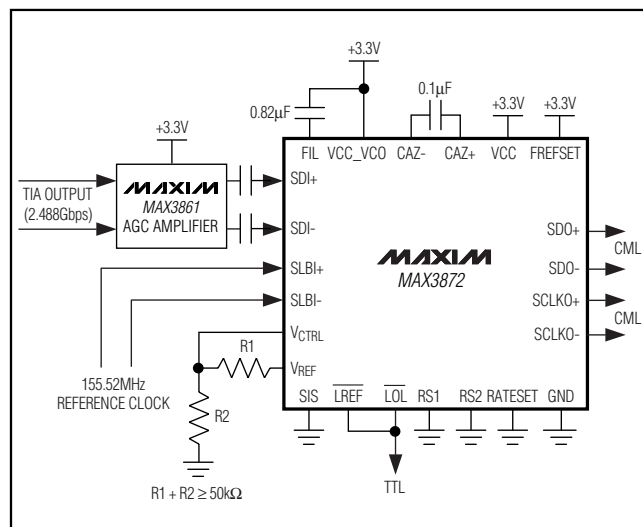 +3.3V
0.82µF
0.1µF
+3.3V
+3.3V
+3.3V
FIL
VCC_VCO
CAZ-
CAZ+
VCC
FREFSET
TIA OUTPUT
(2.488Gbps)
MAXIM
MAX3861
AGC AMPLIFIER
SDI+
SDI-
SLBI+
SLBI-
VCTRL
VREF
MAXIM
MAX3872
SDO+
CML
SDO-
SCLKO+
CML
SCLKO-
R1
155.52MHz
REFERENCE CLOCK
R2
SIS
LREF
LOL
RS1
RS2
RATESET
GND
TTL
R1 + R2 ≥ 50kΩ